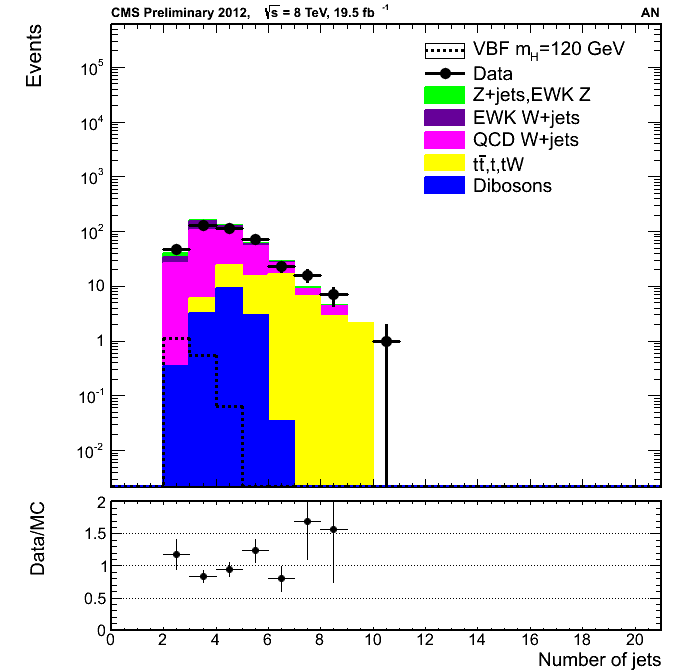 CMS Preliminary 2012, √s = 8 TeV, 19.5 fb⁻¹ AN
Events
VBF m_H=120 GeV
Data
Z+jets,EWK Z
EWK W+jets
QCD W+jets
tt̅,t,tW
Dibosons
10⁵
10⁴
10³
10²
10
1
10⁻¹
10⁻²
Data/MC
2
1.5
1
0.5
0
0 2 4 6 8 10 12 14 16 18 20
Number of jets